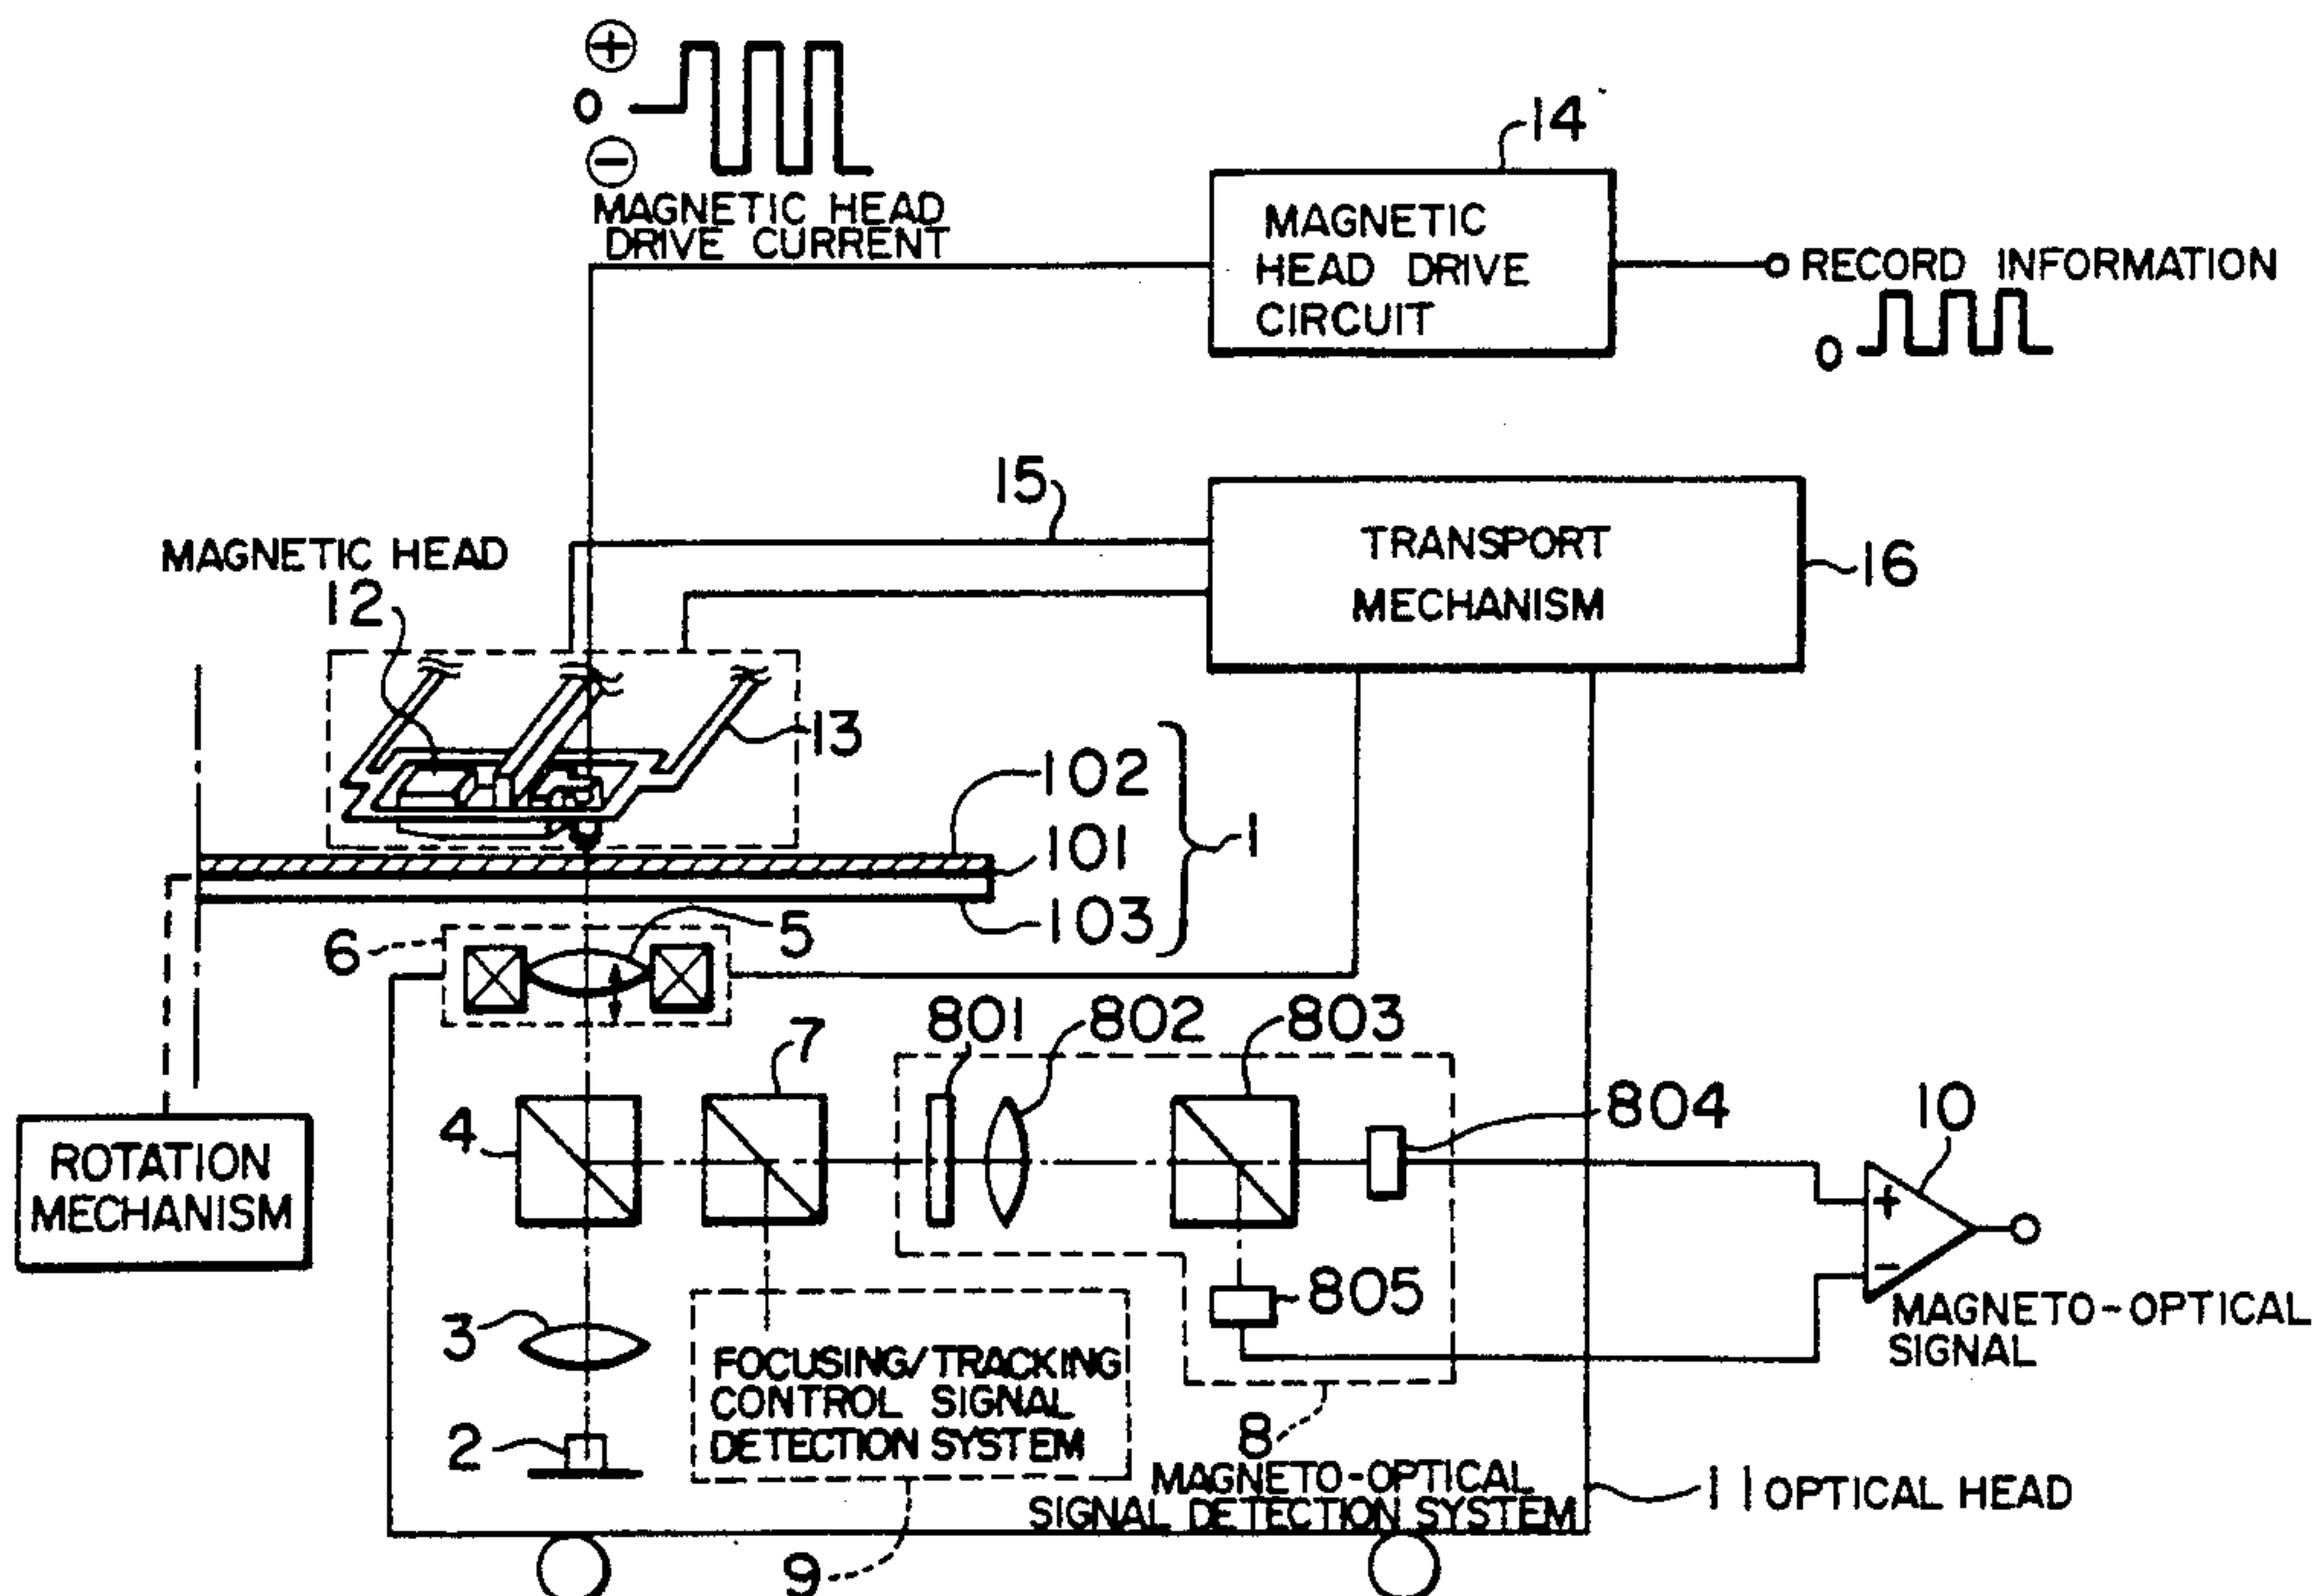 ⊕
0
⊖
MAGNETIC HEAD
DRIVE CURRENT
14
MAGNETIC
HEAD DRIVE
CIRCUIT
RECORD INFORMATION
0
15
TRANSPORT
MECHANISM
16
MAGNETIC HEAD
12
13
102
101
103
1
6
5
7
801
802
803
804
10
4
ROTATION
MECHANISM
+
-
805
MAGNETO-OPTICAL
SIGNAL
3
FOCUSING/TRACKING
CONTROL SIGNAL
DETECTION SYSTEM
2
8
MAGNETO-OPTICAL
SIGNAL DETECTION SYSTEM
11 OPTICAL HEAD
9